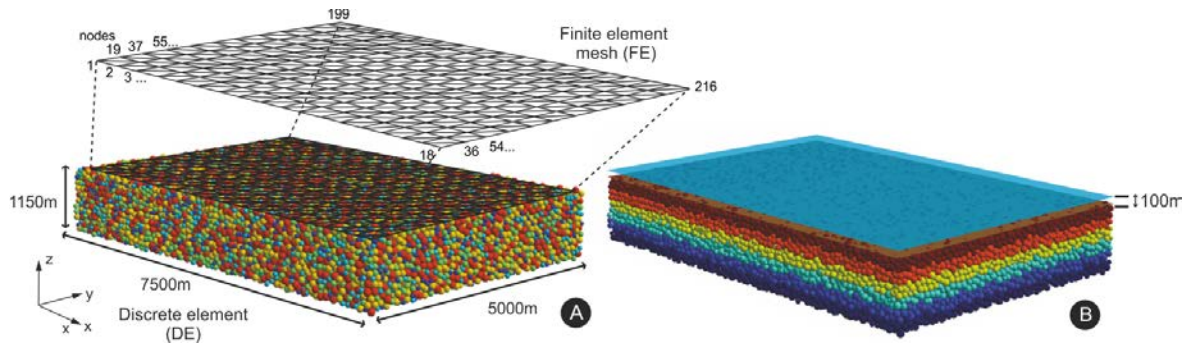 199
nodes
19 37 55...
1
2 3 ...
Finite element
mesh (FE)
216
18 36 54...
1150m
7500m
5000m
Discrete element
(DE)
z
y
x x
A
100m
B